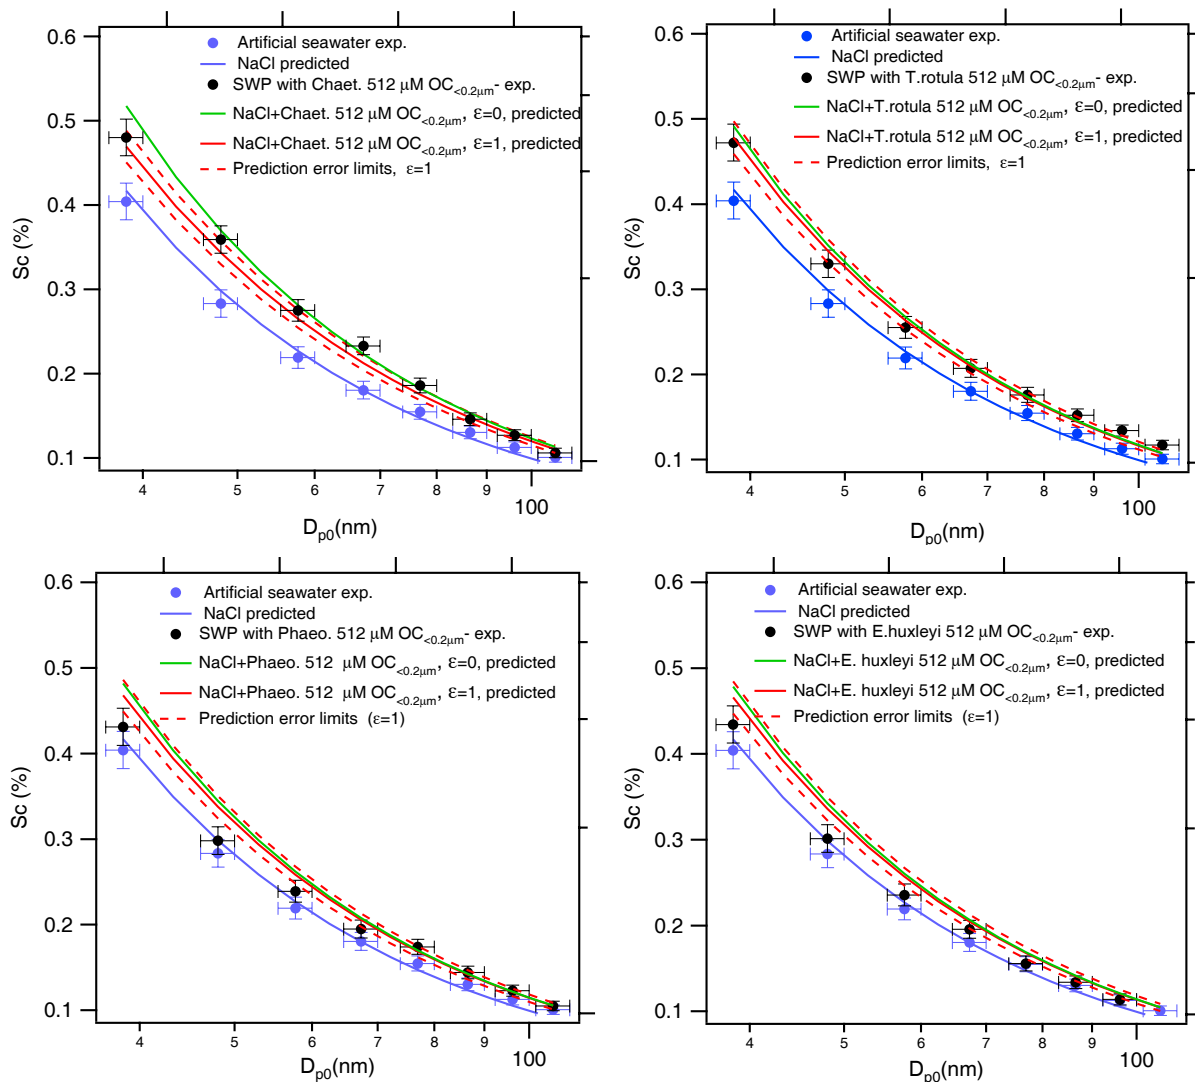 0.6
0.5
0.4
0.3
0.2
0.1
Sc (%)
Artificial seawater exp.
NaCl predicted
SWP with Chaet. 512 μM OC<0.2μm- exp.
NaCl+Chaet. 512 μM OC<0.2μm, ε=0, predicted
NaCl+Chaet. 512 μM OC<0.2μm, ε=1, predicted
Prediction error limits, ε=1
4 5 6 7 8 9 100
Dp0(nm)
0.6
0.5
0.4
0.3
0.2
0.1
Sc (%)
Artificial seawater exp.
NaCl predicted
SWP with T.rotula 512 μM OC<0.2μm- exp.
NaCl+T.rotula 512 μM OC<0.2μm, ε=0, predicted
NaCl+T.rotula 512 μM OC<0.2μm, ε=1, predicted
Prediction error limits, ε=1
4 5 6 7 8 9 100
Dp0(nm)
0.6
0.5
0.4
0.3
0.2
0.1
Sc (%)
Artificial seawater exp.
NaCl predicted
SWP with Phaeo. 512 μM OC<0.2μm- exp.
NaCl+Phaeo. 512 μM OC<0.2μm, ε=0, predicted
NaCl+Phaeo. 512 μM OC<0.2μm, ε=1, predicted
Prediction error limits (ε=1)
4 5 6 7 8 9 100
Dp0(nm)
0.6
0.5
0.4
0.3
0.2
0.1
Sc (%)
Artificial seawater exp.
NaCl predicted
SWP with E.huxleyi 512 μM OC<0.2μm- exp.
NaCl+E. huxleyi 512 μM OC<0.2μm, ε=0, predicted
NaCl+E. huxleyi 512 μM OC<0.2μm, ε=1, predicted
Prediction error limits (ε=1)
4 5 6 7 8 9 100
Dp0(nm)